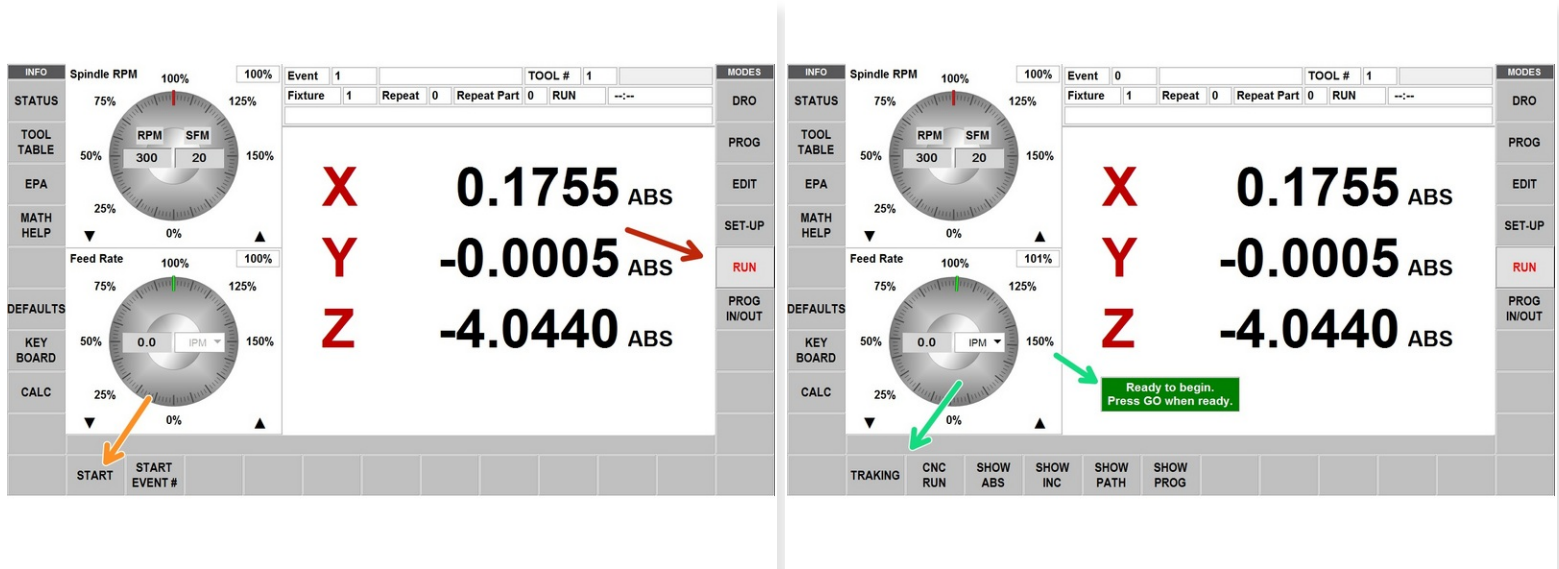 INFO
STATUS
TOOL
TABLE
EPA
MATH
HELP
DEFAULTS
KEY
BOARD
CALC
Spindle RPM
100%
100%
75%
125%
RPM SFM
50%
300 20
150%
25%
0%
Feed Rate
100%
100%
75%
125%
50%
0.0 IPM
150%
25%
0%
Event 1 TOOL # 1
Fixture 1 Repeat 0 Repeat Part 0 RUN --:--
X 0.1755 ABS
Y -0.0005 ABS
Z -4.0440 ABS
MODES
DRO
PROG
EDIT
SET-UP
RUN
PROG
IN/OUT
START
START
EVENT #
INFO
STATUS
TOOL
TABLE
EPA
MATH
HELP
DEFAULTS
KEY
BOARD
CALC
Spindle RPM
100%
100%
75%
125%
RPM SFM
50%
300 20
150%
25%
0%
Feed Rate
100%
101%
75%
125%
50%
0.0 IPM
150%
25%
0%
Event 0 TOOL # 1
Fixture 1 Repeat 0 Repeat Part 0 RUN --:--
X 0.1755 ABS
Y -0.0005 ABS
Z -4.0440 ABS
Ready to begin.
Press GO when ready.
MODES
DRO
PROG
EDIT
SET-UP
RUN
PROG
IN/OUT
TRAKING
CNC
RUN
SHOW
ABS
SHOW
INC
SHOW
PATH
SHOW
PROG